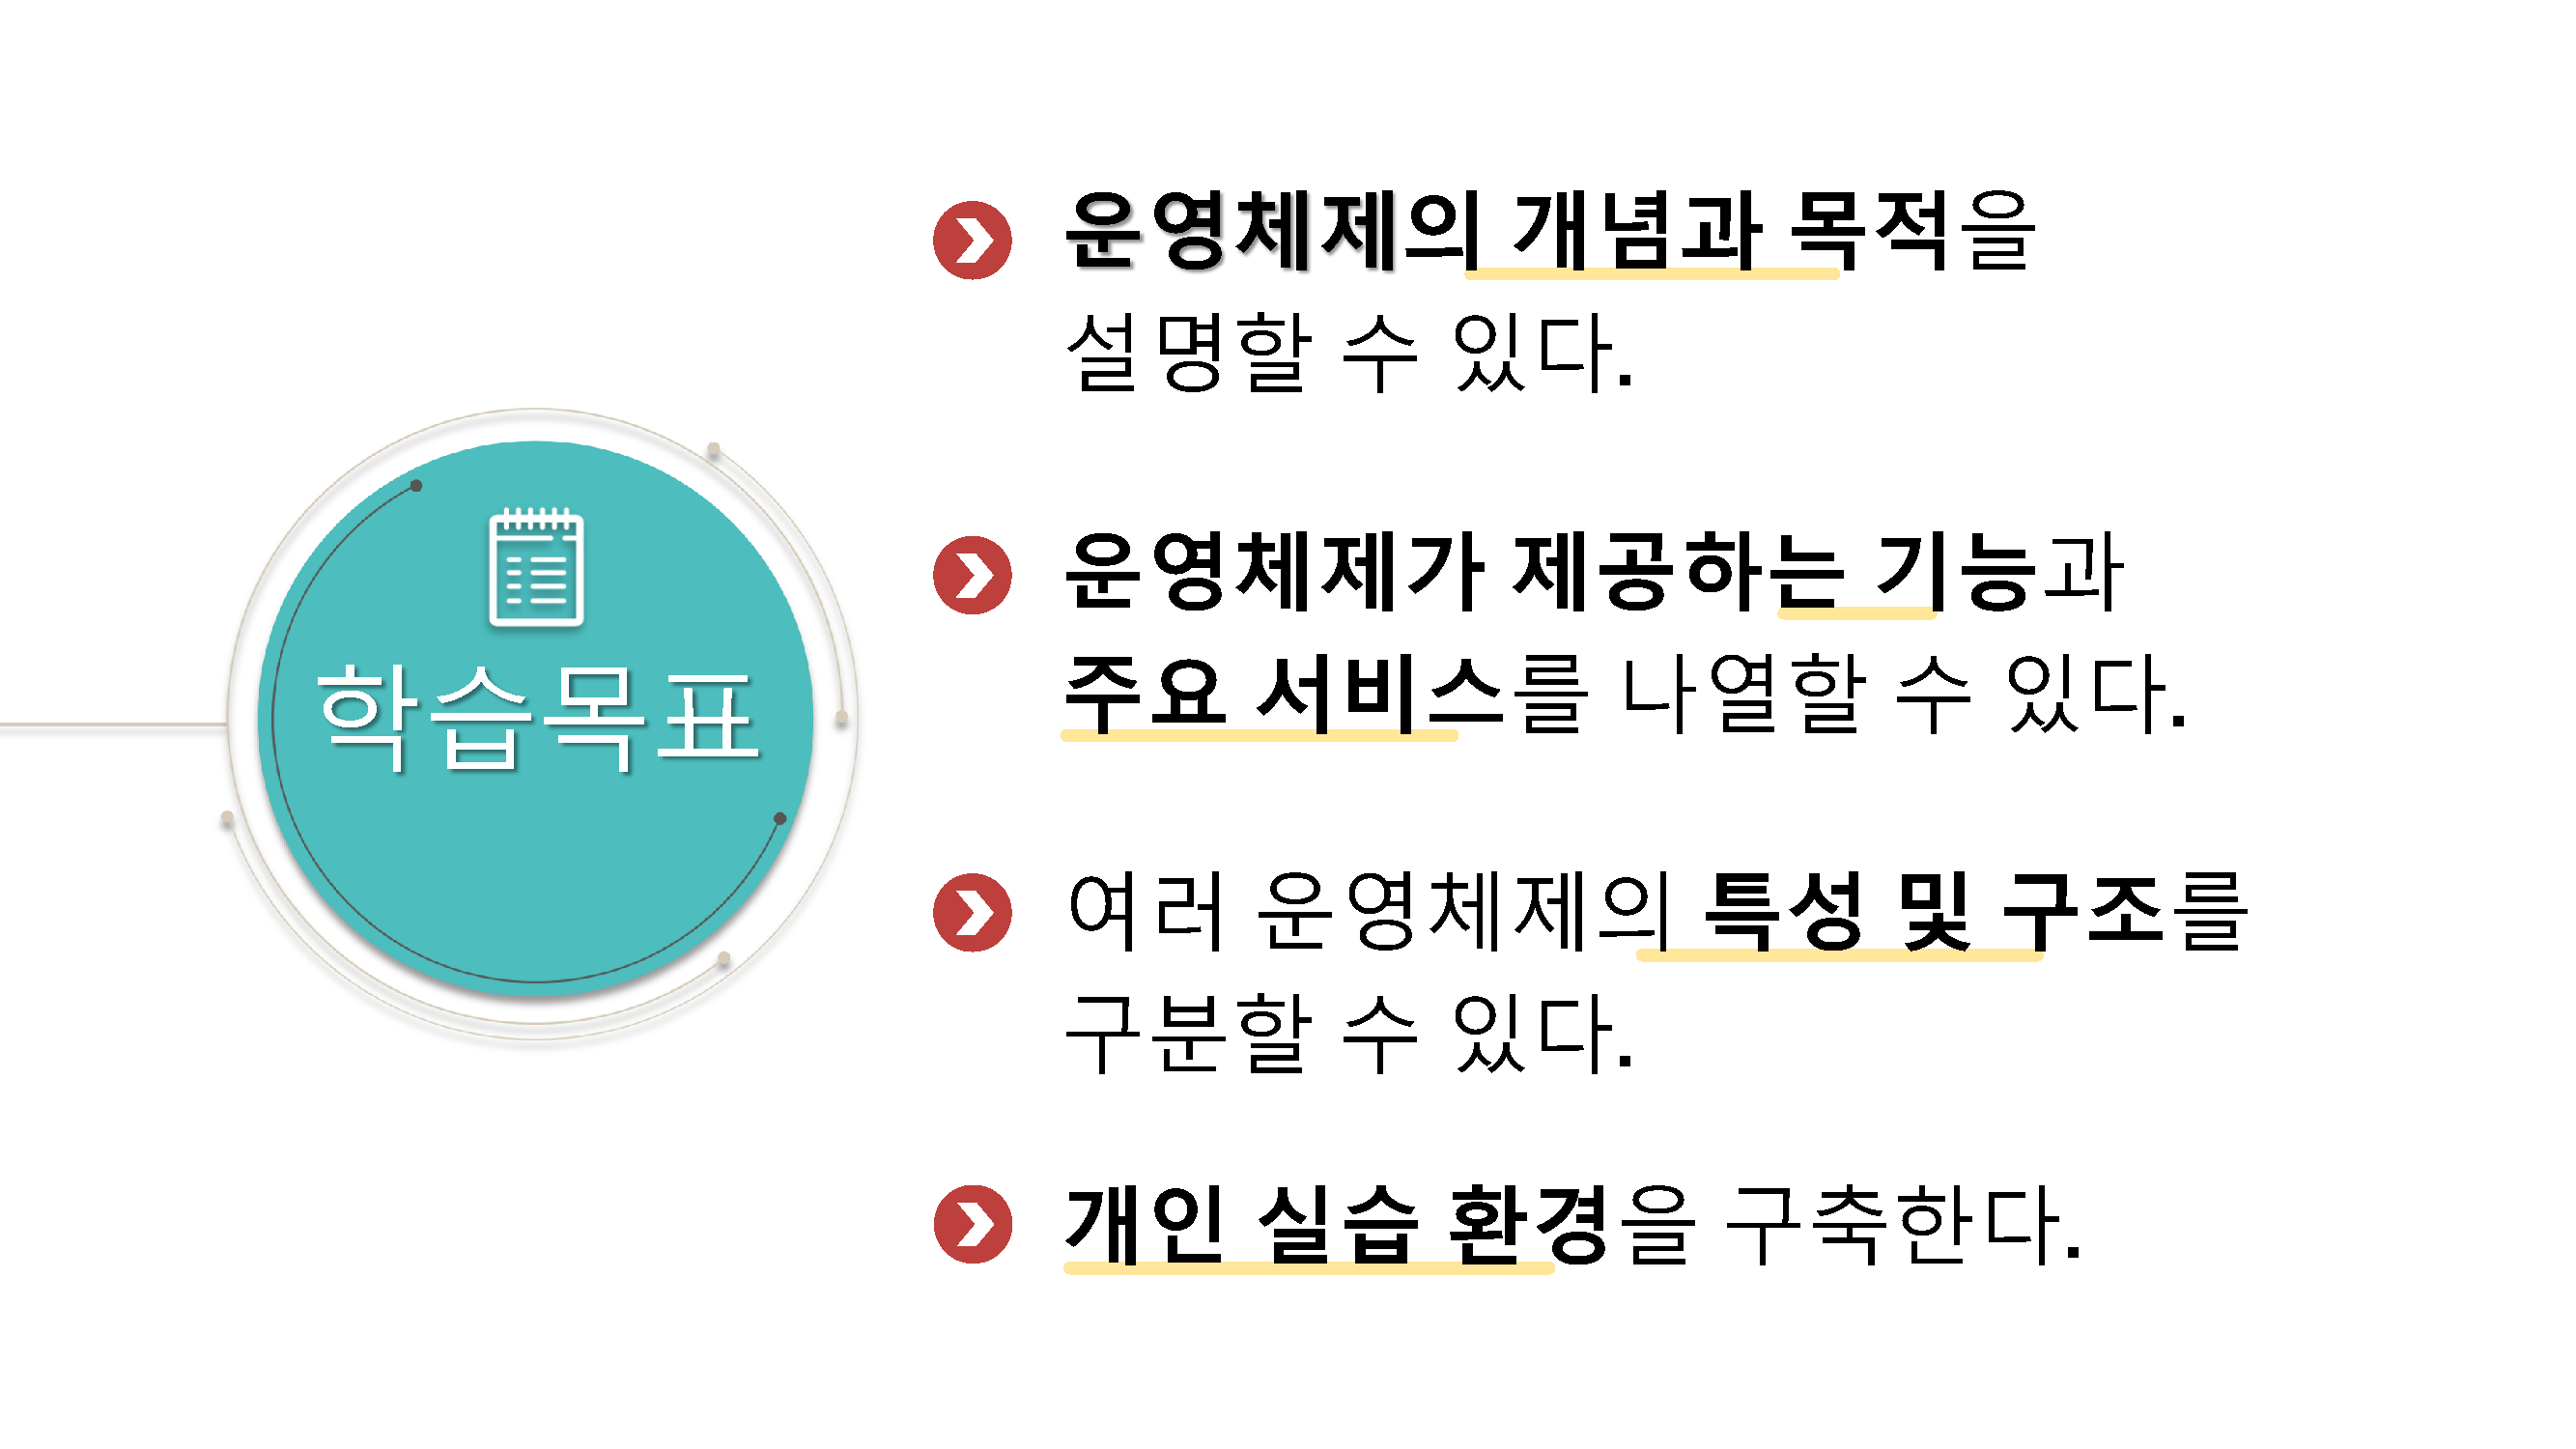 학습목표
운영체제의 개념과 목적을
설명할 수 있다.
운영체제가 제공하는 기능과
주요 서비스를 나열할 수 있다.
여러 운영체제의 특성 및 구조를
구분할 수 있다.
개인 실습 환경을 구축한다.